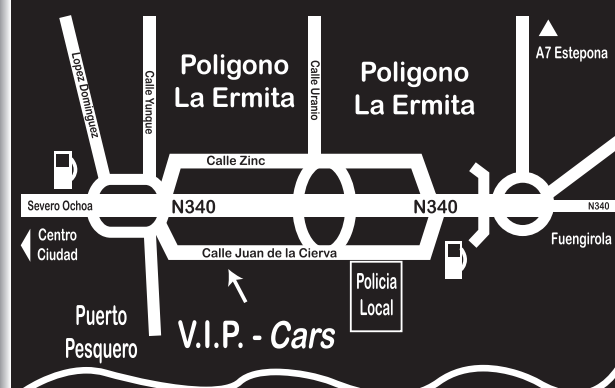 A7 Estepona
Lopez Dominguez
Calle Yunque
Poligono
La Ermita
Calle Uranio
Poligono
La Ermita
Calle Zinc
Severo Ochoa
N340
N340
N340
Centro
Ciudad
Fuengirola
Calle Juan de la Cierva
Policia
Local
Puerto
Pesquero
V.I.P. - Cars